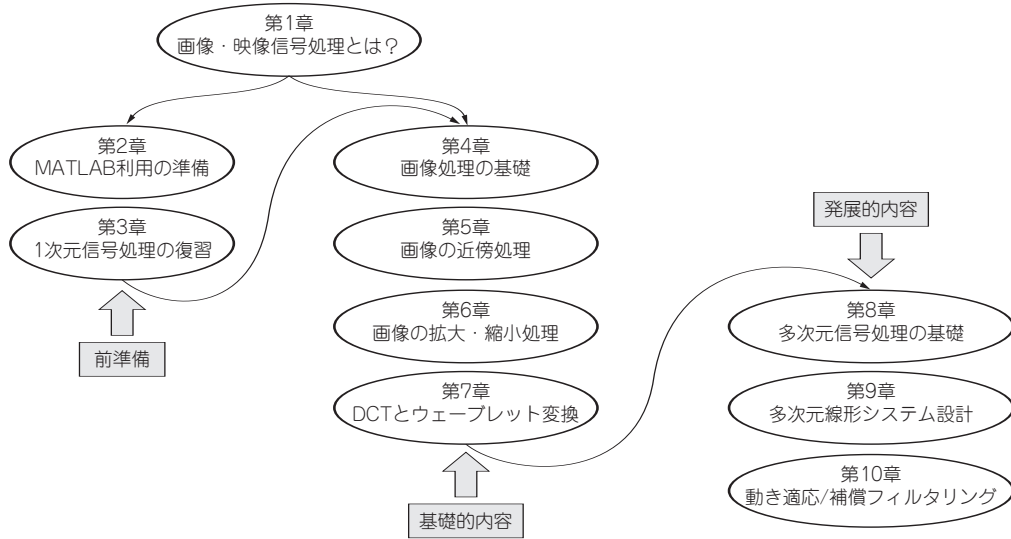 第1章
画像・映像信号処理とは？
第2章
MATLAB利用の準備
第3章
1次元信号処理の復習
前準備
第4章
画像処理の基礎
第5章
画像の近傍処理
第6章
画像の拡大・縮小処理
第7章
DCTとウェーブレット変換
基礎的内容
発展的内容
第8章
多次元信号処理の基礎
第9章
多次元線形システム設計
第10章
動き適応/補償フィルタリング